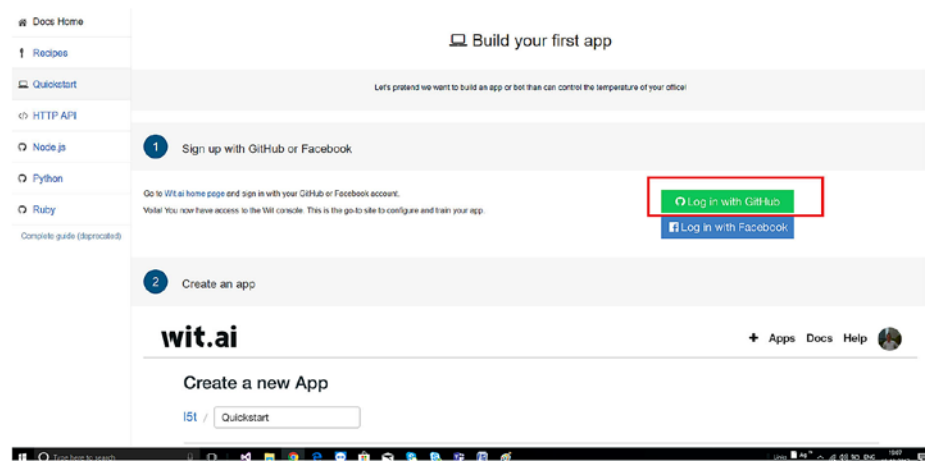 Docs Home
Recipes
Quickstart
HTTP API
Node.js
Python
Ruby
Complete guide (deprecated)
Build your first app
Let's pretend we want to build an app or bot than can control the temperature of your office!
1 Sign up with GitHub or Facebook
Go to Wit.ai home page and sign in with your GitHub or Facebook account.
Voila! You now have access to the Wit console. This is the go-to site to configure and train your app.
Log in with GitHub
Log in with Facebook
2 Create an app
wit.ai
+ Apps Docs Help
Create a new App
l5t / Quickstart
Type here to search
Links ENG